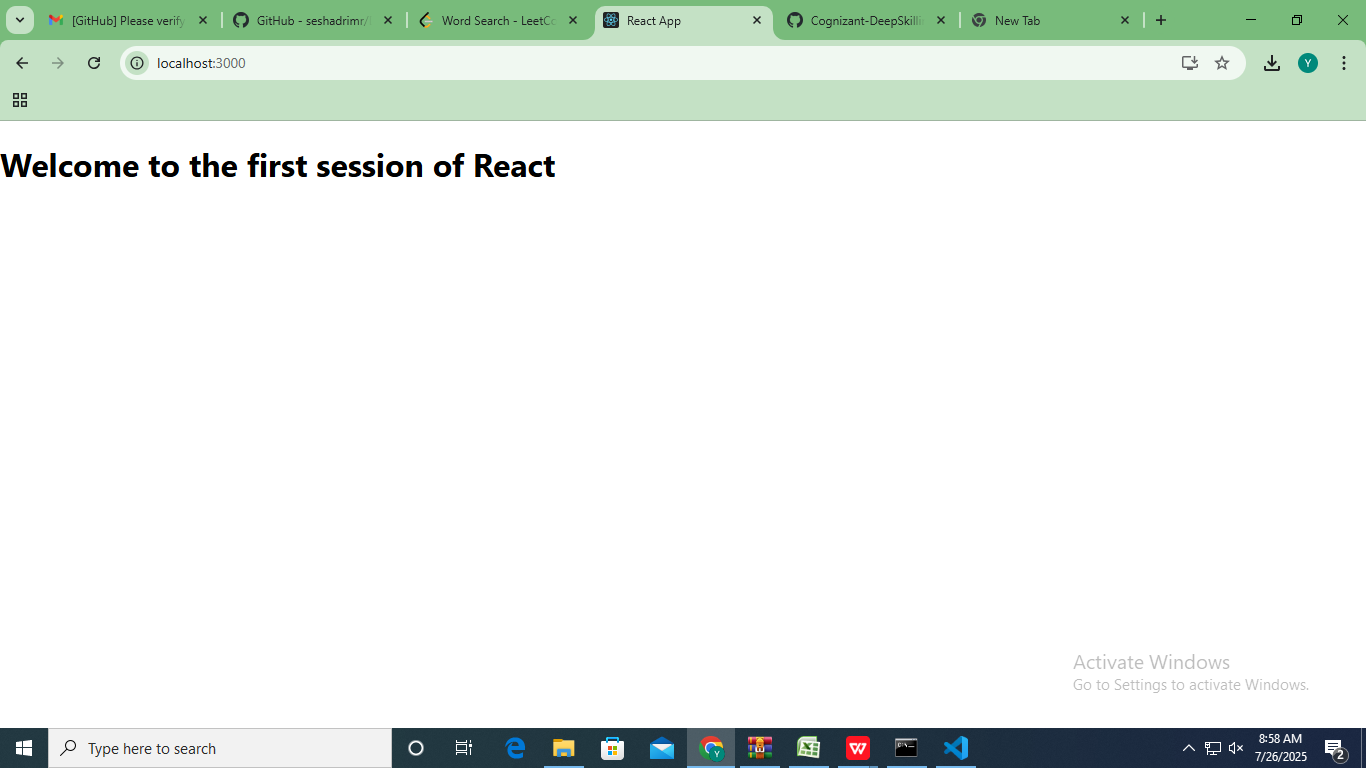 [GitHub] Please verify
GitHub - seshadrimr/
Word Search - LeetCo
React App
Cognizant-DeepSkillin
New Tab
localhost:3000
Y
Welcome to the first session of React
Activate Windows
Go to Settings to activate Windows.
Type here to search
8:58 AM
7/26/2025
2